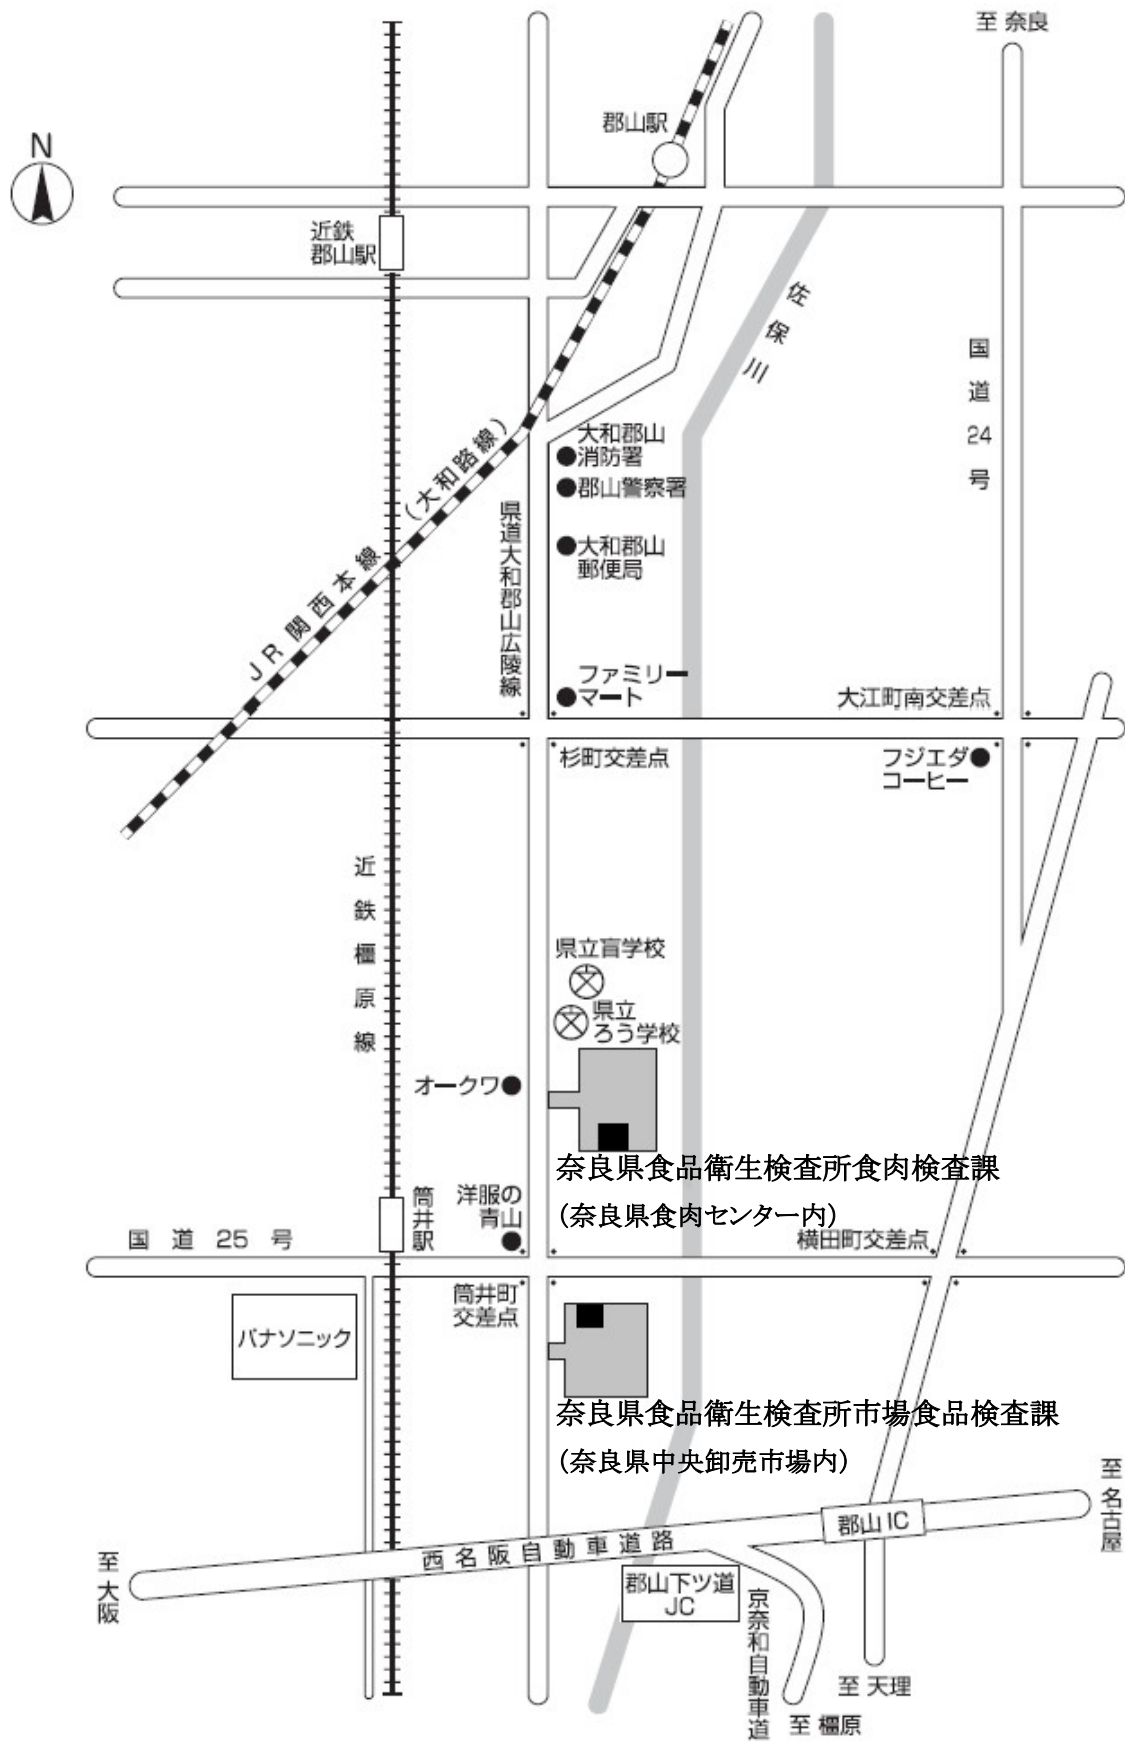 至 奈良
郡山駅
N
近鉄
郡山駅
佐保川
国道24号
大和郡山
消防署
郡山警察署
(大和路線)
JR関西本線
県道大和郡山広陵線
大和郡山
郵便局
ファミリー
マート
大江町南交差点
杉町交差点
フジエダ
コーヒー
近鉄橿原線
県立盲学校
県立
ろう学校
オークワ
奈良県食品衛生検査所食肉検査課
(奈良県食肉センター内)
筒井駅
洋服の
青山
国道25号
横田町交差点
筒井町
交差点
パナソニック
奈良県食品衛生検査所市場食品検査課
(奈良県中央卸売市場内)
至 名古屋
郡山IC
西名阪自動車道路
至 大阪
郡山下ツ道
JC
京奈和自動車道
至 天理
至 橿原